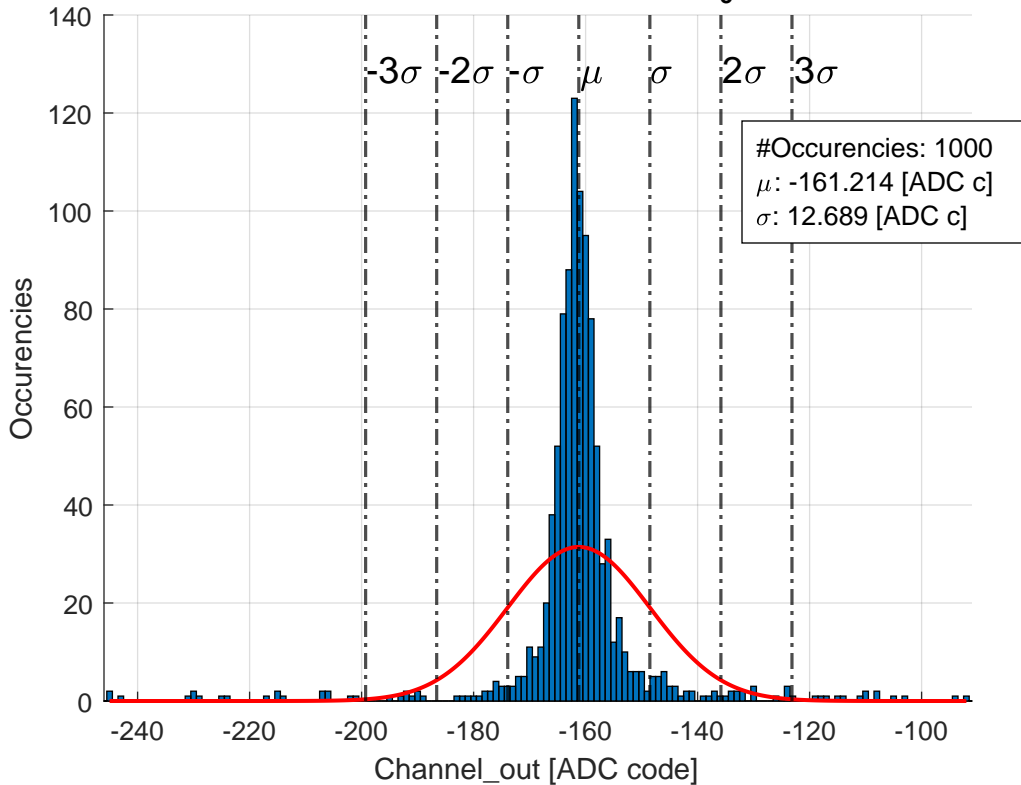 140
120
100
80
60
40
20
0
-3σ
-2σ
-σ
μ
σ
2σ
3σ
#Occurencies: 1000
μ: -161.214 [ADC c]
σ: 12.689 [ADC c]
Occurencies
-240
-220
-200
-180
-160
-140
-120
-100
Channel_out [ADC code]